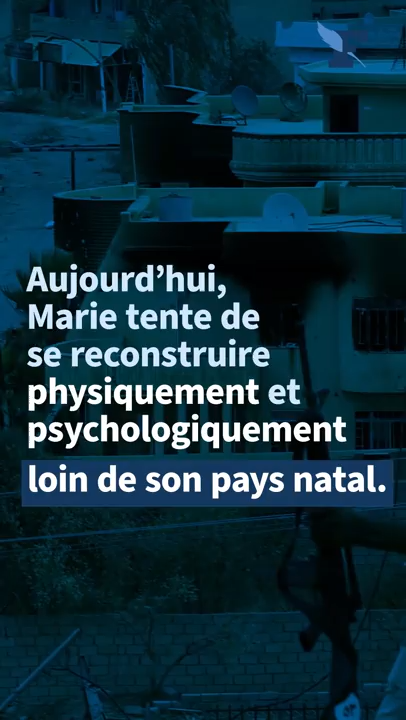 Aujourd’hui,
Marie tente de
se reconstruire
physiquement et
psychologiquement
loin de son pays natal.